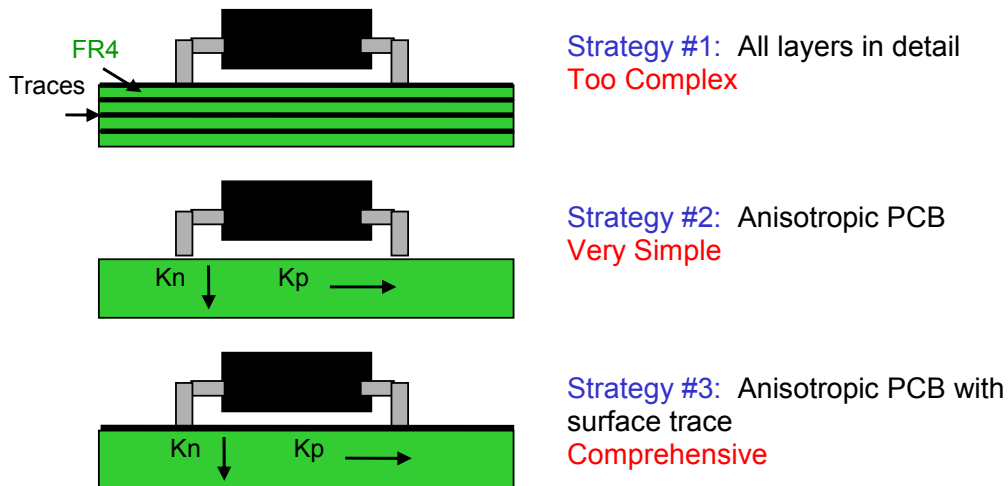 FR4
Traces
Strategy #1: All layers in detail
Too Complex
Kn
Kp
Strategy #2: Anisotropic PCB
Very Simple
Kn
Kp
Strategy #3: Anisotropic PCB with
surface trace
Comprehensive